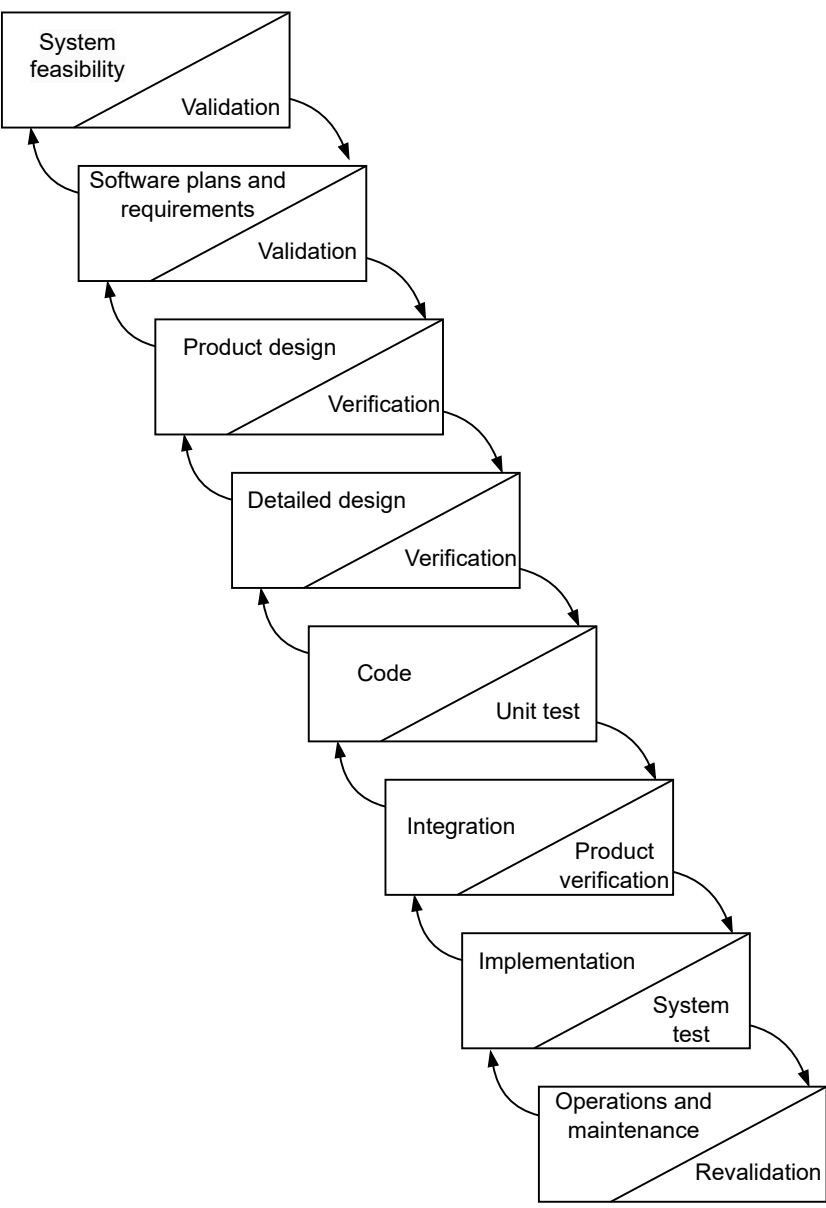 System
feasibility
Validation
Software plans and
requirements
Validation
Product design
Verification
Detailed design
Verification
Code
Unit test
Integration
Product
verification
Implementation
System
test
Operations and
maintenance
Revalidation